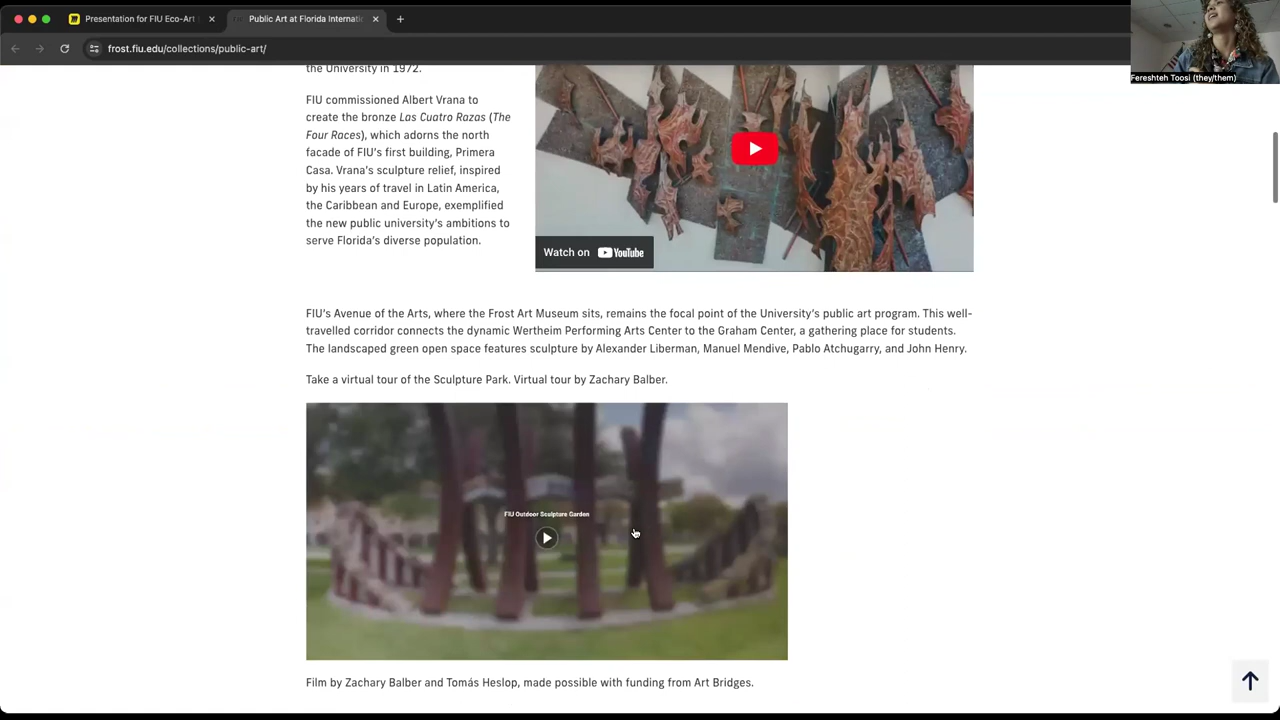 Presentation for FIU Eco-Art
Public Art at Florida Internati
frost.fiu.edu/collections/public-art/
Fereshteh Toosi (they/them)
the University in 1972.
FIU commissioned Albert Vrana to
create the bronze Las Cuatro Razas (The
Four Races), which adorns the north
facade of FIU's first building, Primera
Casa. Vrana's sculpture relief, inspired
by his years of travel in Latin America,
the Caribbean and Europe, exemplified
the new public university's ambitions to
serve Florida's diverse population.
Watch on YouTube
FIU's Avenue of the Arts, where the Frost Art Museum sits, remains the focal point of the University's public art program. This well-
travelled corridor connects the dynamic Wertheim Performing Arts Center to the Graham Center, a gathering place for students.
The landscaped green open space features sculpture by Alexander Liberman, Manuel Mendive, Pablo Atchugarry, and John Henry.
Take a virtual tour of the Sculpture Park. Virtual tour by Zachary Balber.
FIU Outdoor Sculpture Garden
Film by Zachary Balber and Tomás Heslop, made possible with funding from Art Bridges.